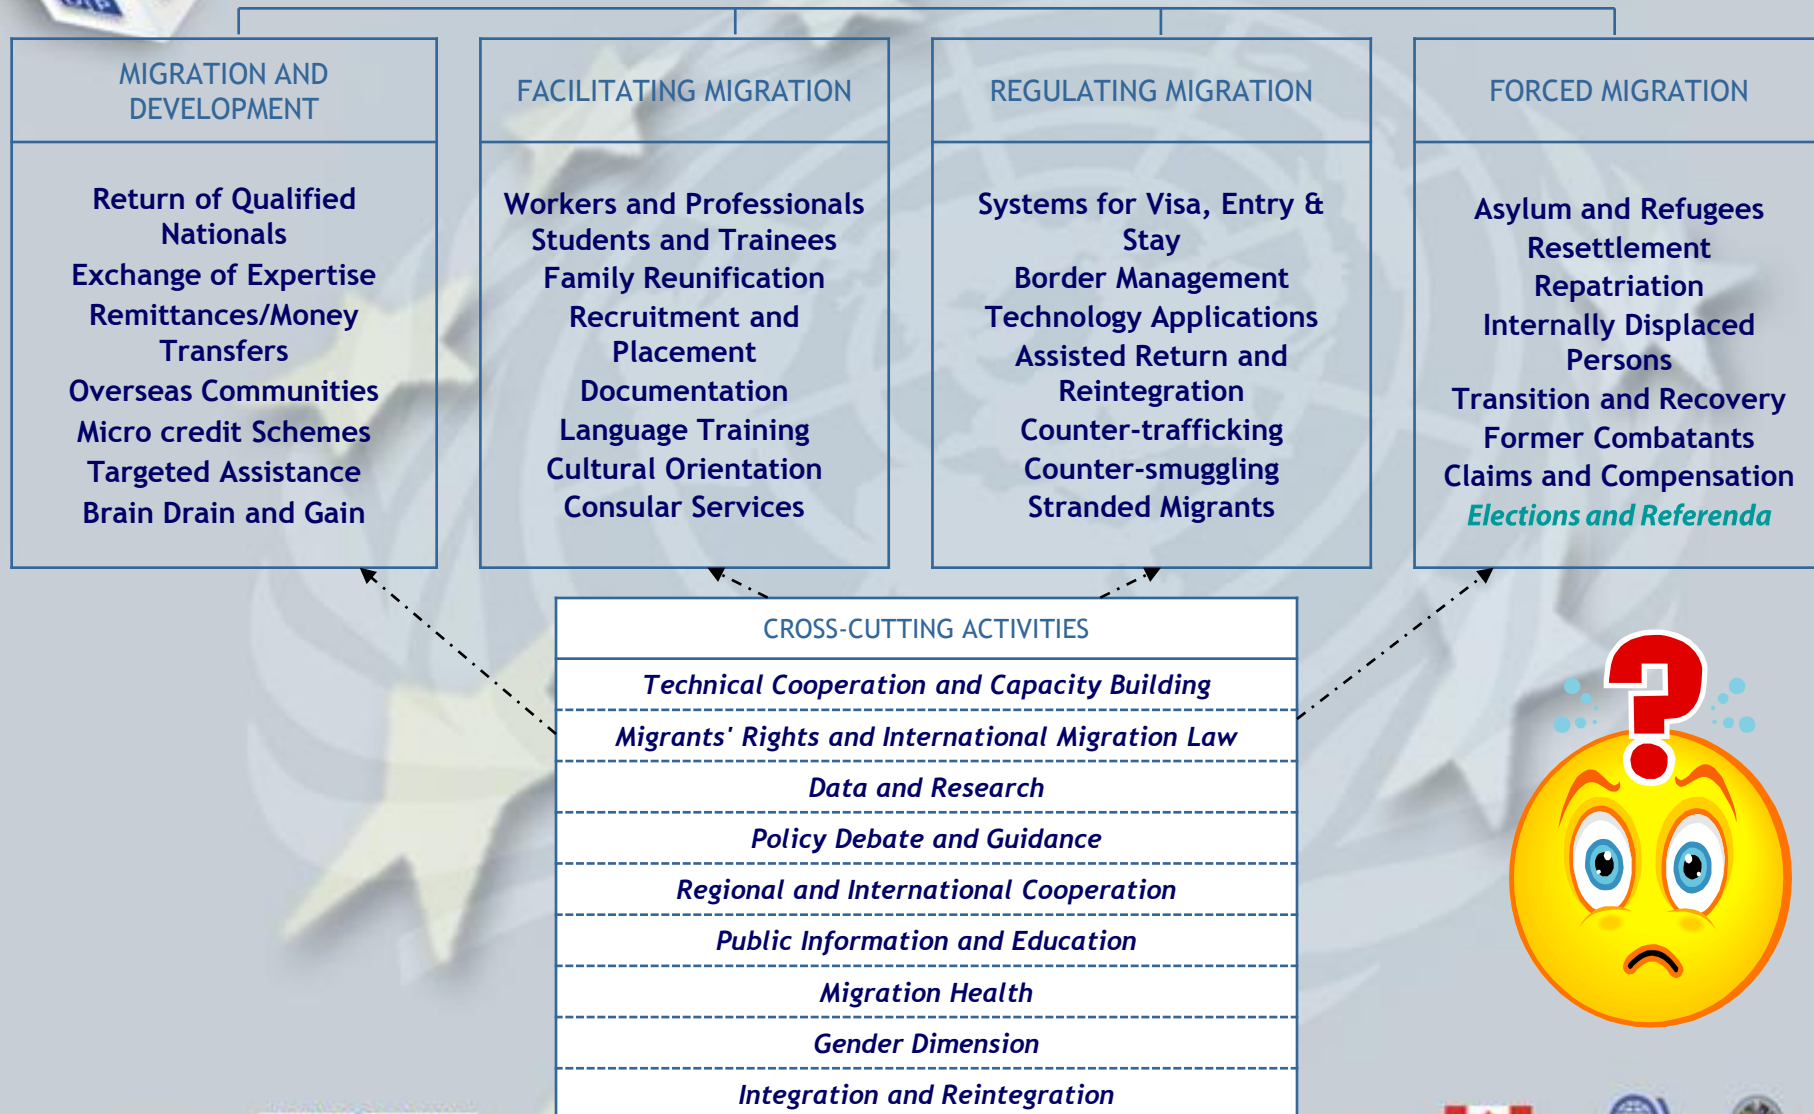 MIGRATION AND
DEVELOPMENT
Return of Qualified
Nationals
Exchange of Expertise
Remittances/Money
Transfers
Overseas Communities
Micro credit Schemes
Targeted Assistance
Brain Drain and Gain
FACILITATING MIGRATION
Workers and Professionals
Students and Trainees
Family Reunification
Recruitment and
Placement
Documentation
Language Training
Cultural Orientation
Consular Services
REGULATING MIGRATION
Systems for Visa, Entry &
Stay
Border Management
Technology Applications
Assisted Return and
Reintegration
Counter-trafficking
Counter-smuggling
Stranded Migrants
FORCED MIGRATION
Asylum and Refugees
Resettlement
Repatriation
Internally Displaced
Persons
Transition and Recovery
Former Combatants
Claims and Compensation
Elections and Referenda
CROSS-CUTTING ACTIVITIES
Technical Cooperation and Capacity Building
Migrants' Rights and International Migration Law
Data and Research
Policy Debate and Guidance
Regional and International Cooperation
Public Information and Education
Migration Health
Gender Dimension
Integration and Reintegration
?